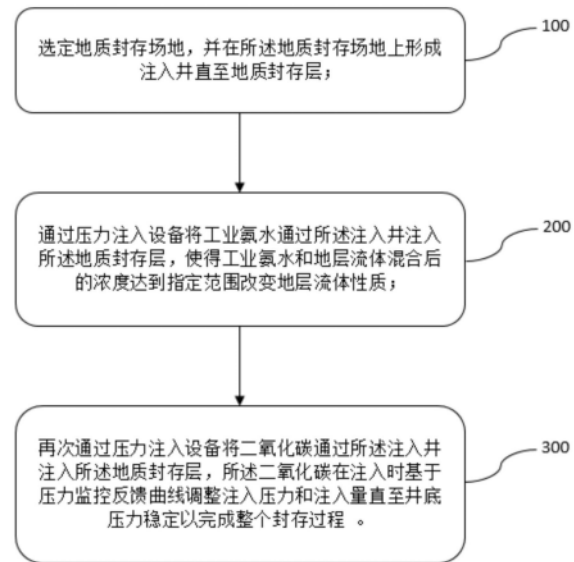 选定地质封存场地，并在所述地质封存场地上形成
注入井直至地质封存层；
100
通过压力注入设备将工业氨水通过所述注入井注入
所述地质封存层，使得工业氨水和地层流体混合后
的浓度达到指定范围改变地层流体性质；
200
再次通过压力注入设备将二氧化碳通过所述注入井
注入所述地质封存层，所述二氧化碳在注入时基于
压力监控反馈曲线调整注入压力和注入量直至井底
压力稳定以完成整个封存过程 。
300